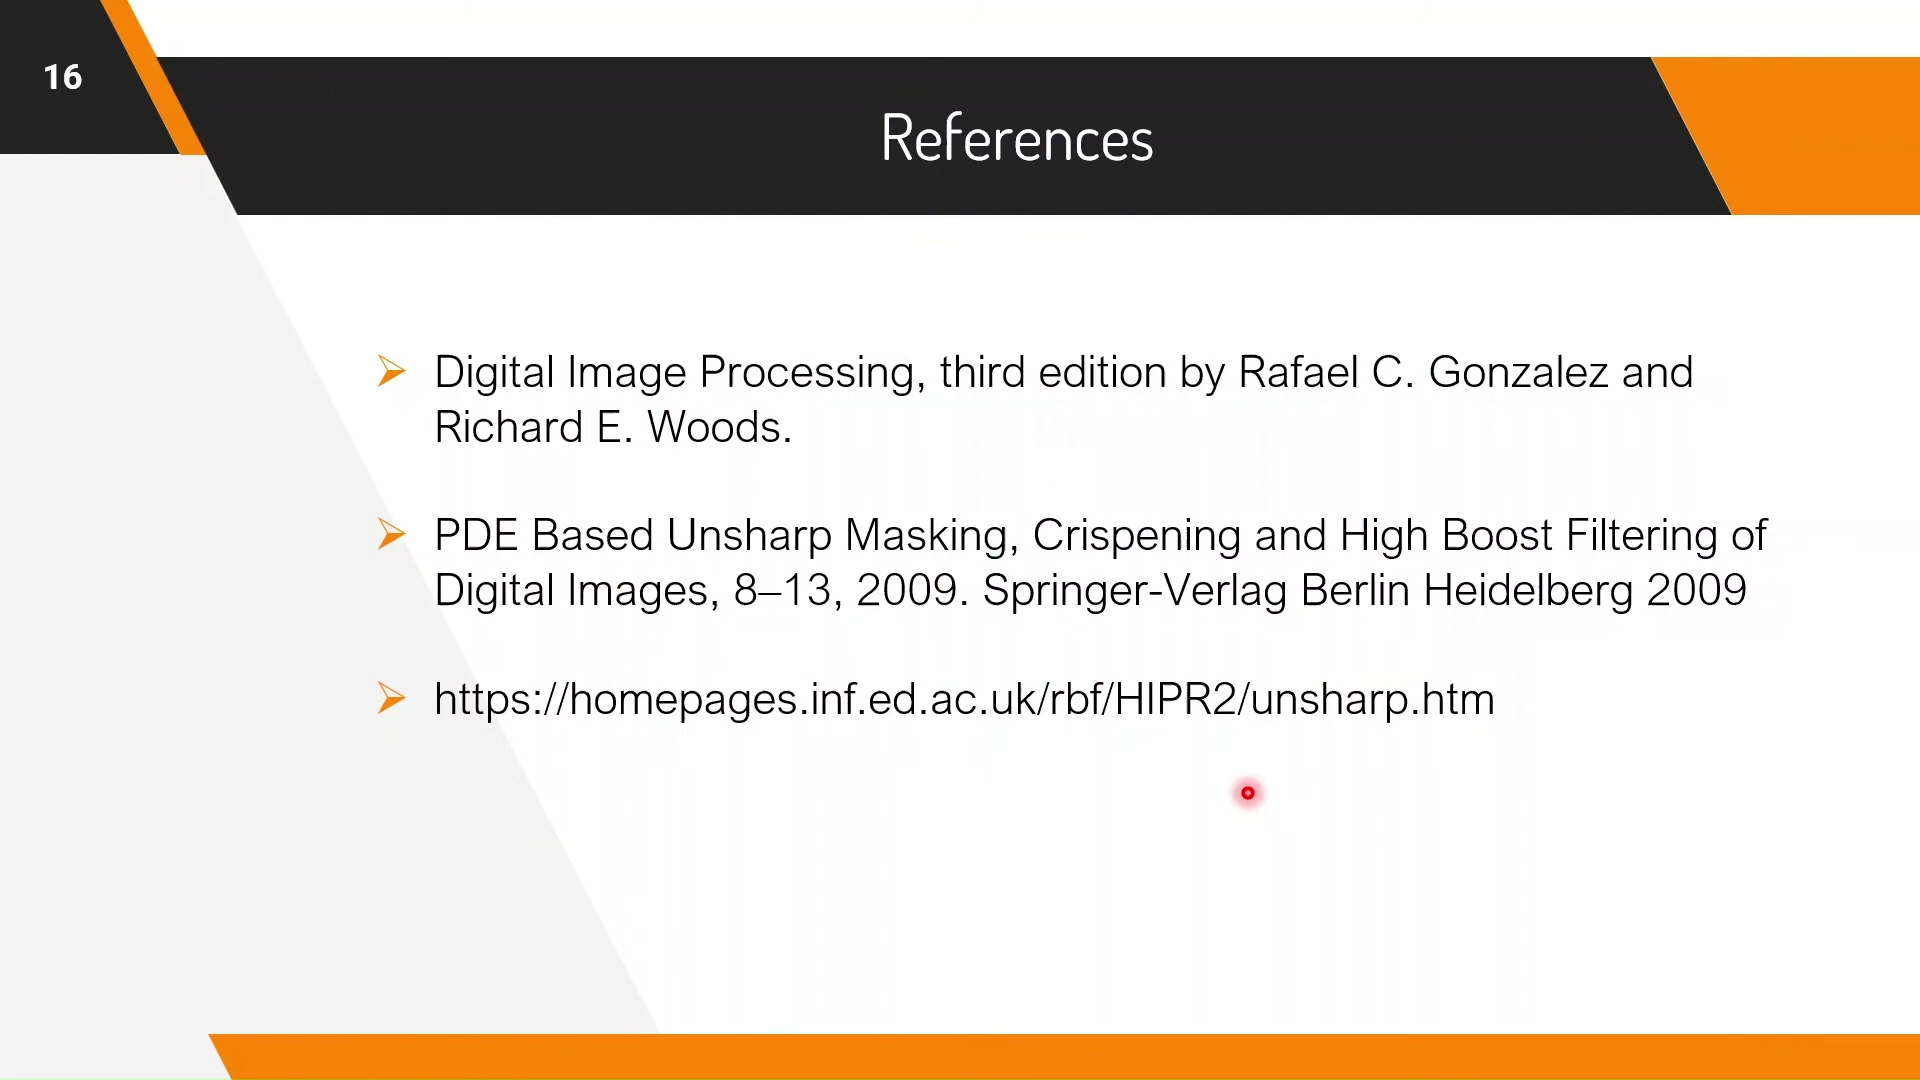 16
References
Digital Image Processing, third edition by Rafael C. Gonzalez and
Richard E. Woods.
PDE Based Unsharp Masking, Crispening and High Boost Filtering of
Digital Images, 8–13, 2009. Springer-Verlag Berlin Heidelberg 2009
https://homepages.inf.ed.ac.uk/rbf/HIPR2/unsharp.htm